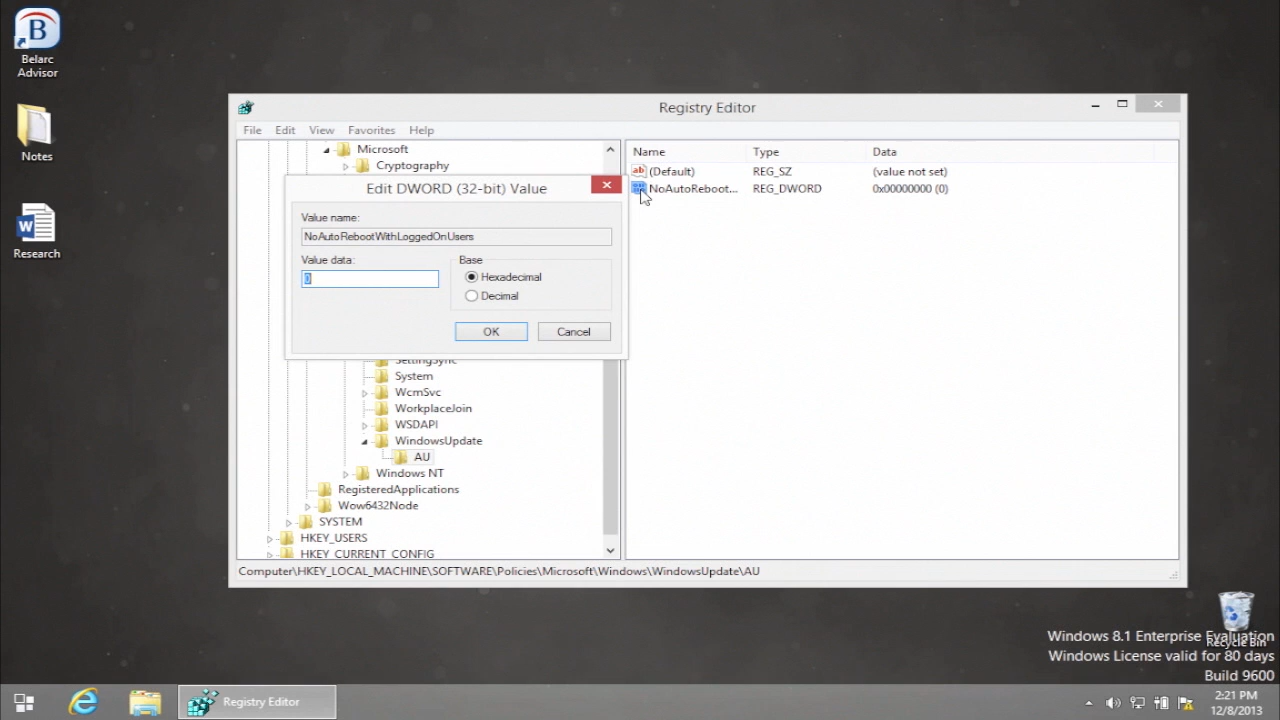 Belarc
Advisor
Notes
Research
Registry Editor
File Edit View Favorites Help
Microsoft
Cryptography
Edit DWORD (32-bit) Value
Value name:
NoAutoRebootWithLoggedOnUsers
Value data:
0
Base
Hexadecimal
Decimal
OK Cancel
SettingSync
System
WcmSvc
WorkplaceJoin
WSDAPI
WindowsUpdate
AU
Windows NT
RegisteredApplications
Wow6432Node
SYSTEM
HKEY_USERS
HKEY_CURRENT_CONFIG
Name Type Data
ab (Default) REG_SZ (value not set)
NoAutoReboot... REG_DWORD 0x00000000 (0)
Computer\HKEY_LOCAL_MACHINE\SOFTWARE\Policies\Microsoft\Windows\WindowsUpdate\AU
Recycle Bin
Windows 8.1 Enterprise Evaluation
Windows License valid for 80 days
Build 9600
Registry Editor
2:21 PM
12/8/2013